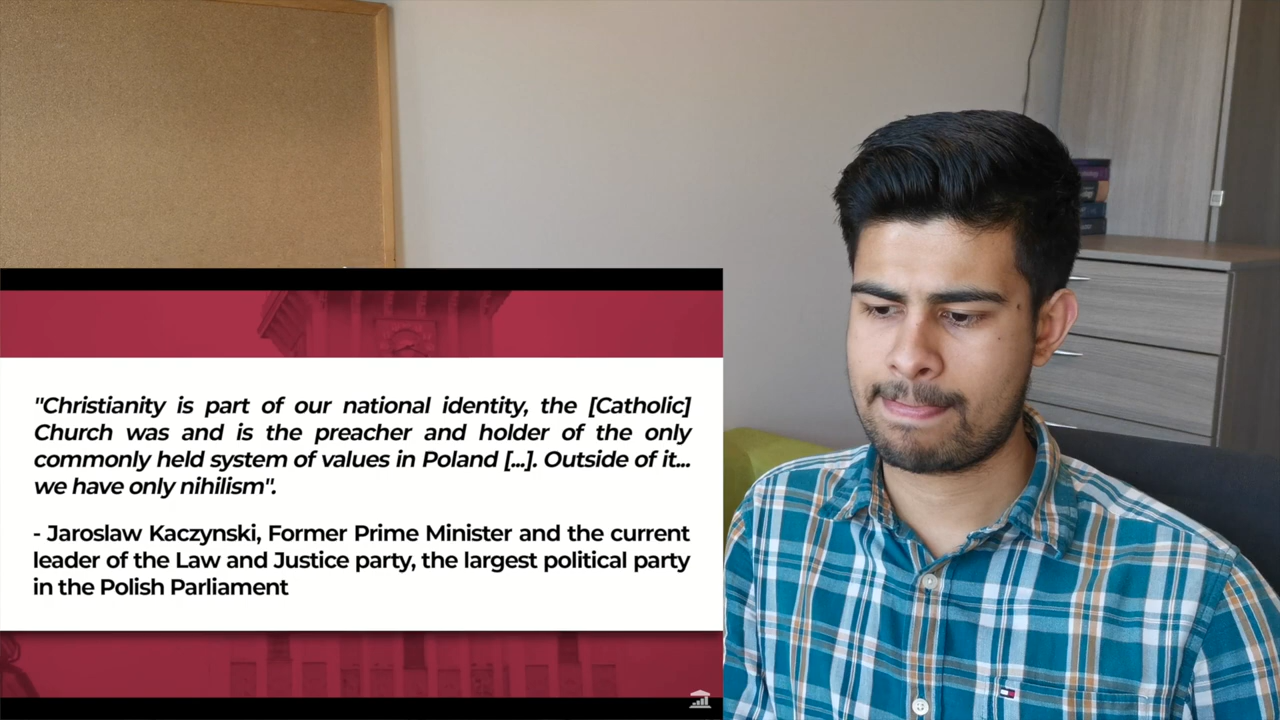 "Christianity is part of our national identity, the [Catholic]
Church was and is the preacher and holder of the only
commonly held system of values in Poland [...]. Outside of it...
we have only nihilism".
- Jaroslaw Kaczynski, Former Prime Minister and the current
leader of the Law and Justice party, the largest political party
in the Polish Parliament